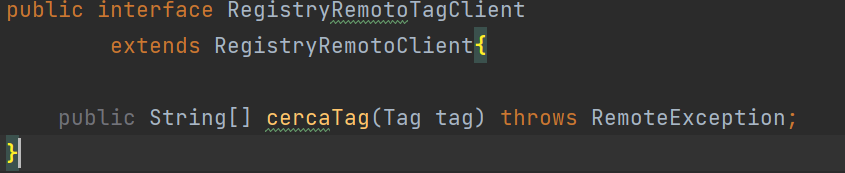 public interface RegistryRemotoTagClient
extends RegistryRemotoClient{
public String[] cercaTag(Tag tag) throws RemoteException;
}